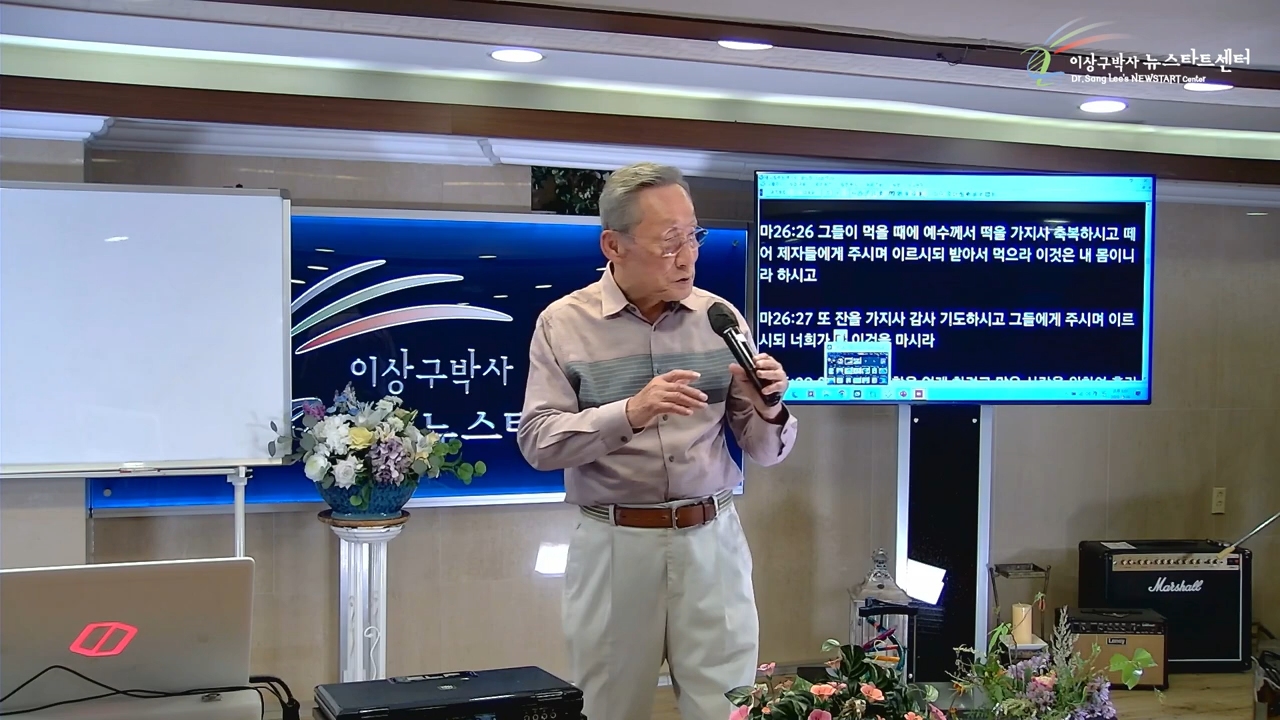 이상구박사 뉴스타트센터
Dr. Sang Lee's NEWSTART Center
마26:26 그들이 먹을 때에 예수께서 떡을 가지사 축복하시고 떼
어 제자들에게 주시며 이르시되 받아서 먹으라 이것은 내 몸이니
라 하시고
마26:27 또 잔을 가지사 감사 기도하시고 그들에게 주시며 이르
시되 너희가 다 이것을 마시라
이상구박사
뉴스타
Marshall
Laney